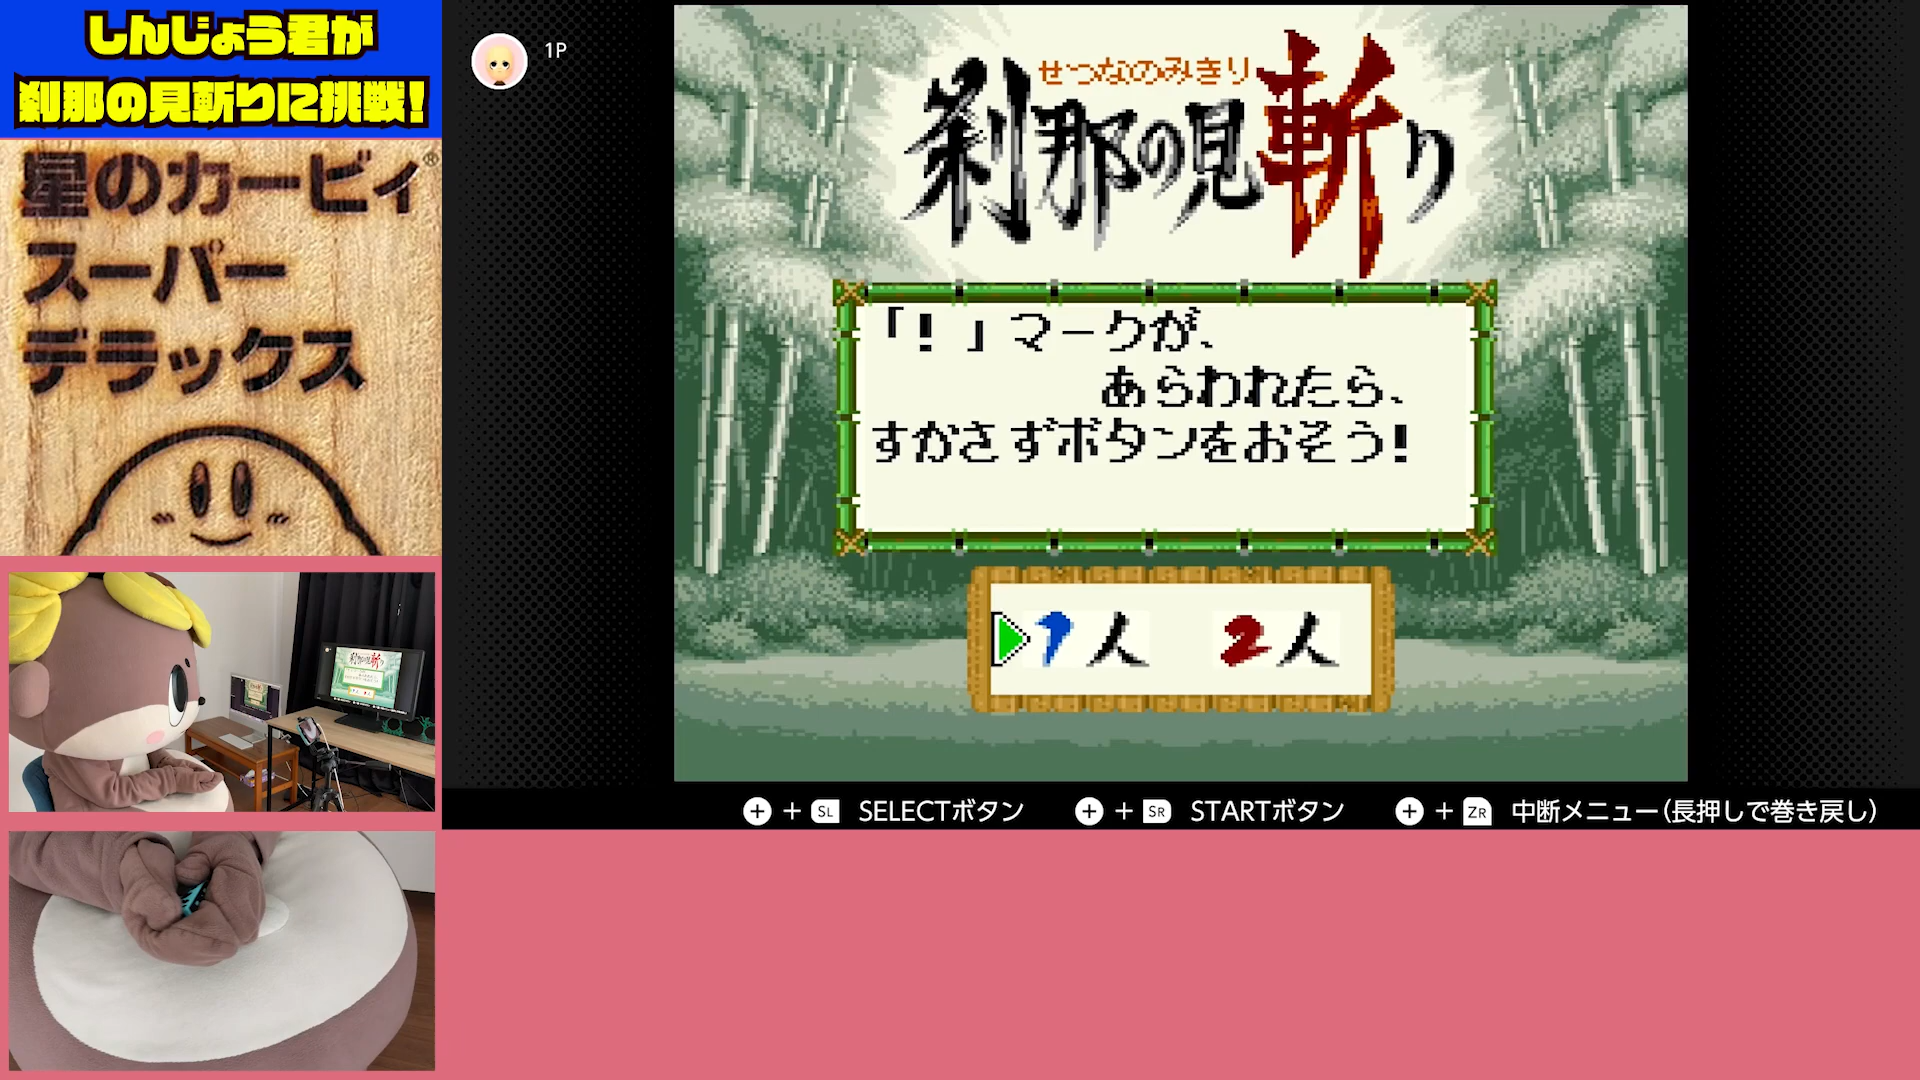 しんじょう君が
刹那の見斬りに挑戦!
星のカービィ®
スーパー
デラックス
1P
せつなのみきり
刹那の見斬り
「!」マークが、
あらわれたら、
すかさずボタンをおそう!
1人 2人
+ + SL SELECTボタン + + SR STARTボタン + + ZR 中断メニュー(長押しで巻き戻し)